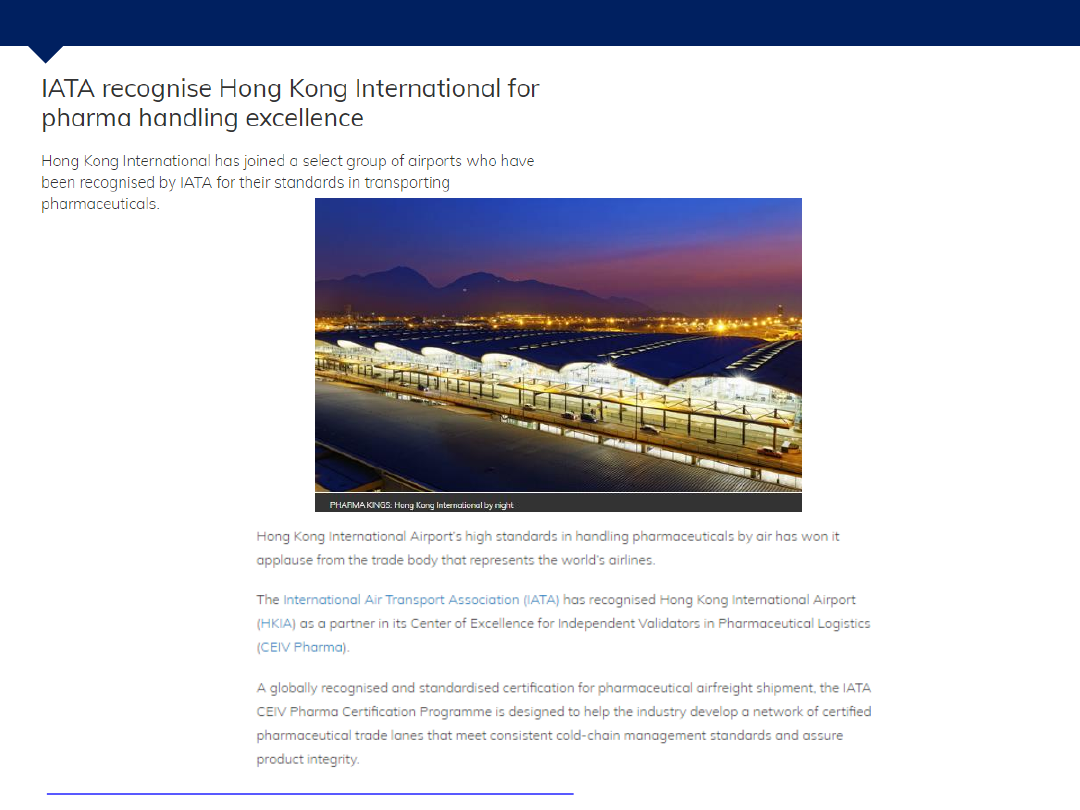 IATA recognise Hong Kong International for
pharma handling excellence
Hong Kong International has joined a select group of airports who have
been recognised by IATA for their standards in transporting
pharmaceuticals.
PHARMA KINGS: Hong Kong International by night
Hong Kong International Airport's high standards in handling pharmaceuticals by air has won it
applause from the trade body that represents the world's airlines.
The International Air Transport Association (IATA) has recognised Hong Kong International Airport
(HKIA) as a partner in its Center of Excellence for Independent Validators in Pharmaceutical Logistics
(CEIV Pharma).
A globally recognised and standardised certification for pharmaceutical airfreight shipment, the IATA
CEIV Pharma Certification Programme is designed to help the industry develop a network of certified
pharmaceutical trade lanes that meet consistent cold-chain management standards and assure
product integrity.